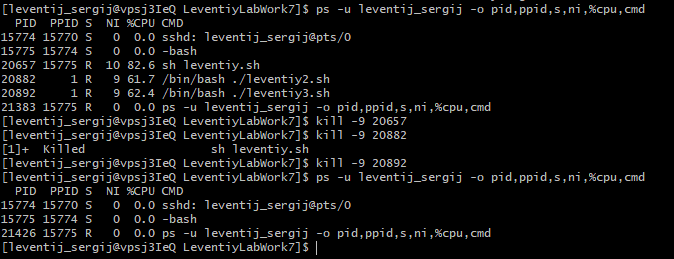 [leventij_sergij@vpsj3IeQ LeventiyLabWork7]$ ps -u leventij_sergij -o pid,ppid,s,ni,%cpu,cmd
  PID  PPID S  NI %CPU CMD
15774 15770 S   0  0.0 sshd: leventij_sergij@pts/0
15775 15774 S   0  0.0 -bash
20657 15775 R  10 82.6 sh leventiy.sh
20882     1 R   9 61.7 /bin/bash ./leventiy2.sh
20892     1 R   9 62.4 /bin/bash ./leventiy3.sh
21383 15775 R   0  0.0 ps -u leventij_sergij -o pid,ppid,s,ni,%cpu,cmd
[leventij_sergij@vpsj3IeQ LeventiyLabWork7]$ kill -9 20657
[leventij_sergij@vpsj3IeQ LeventiyLabWork7]$ kill -9 20882
[1]+  Killed                  sh leventiy.sh
[leventij_sergij@vpsj3IeQ LeventiyLabWork7]$ kill -9 20892
[leventij_sergij@vpsj3IeQ LeventiyLabWork7]$ ps -u leventij_sergij -o pid,ppid,s,ni,%cpu,cmd
  PID  PPID S  NI %CPU CMD
15774 15770 S   0  0.0 sshd: leventij_sergij@pts/0
15775 15774 S   0  0.0 -bash
21426 15775 R   0  0.0 ps -u leventij_sergij -o pid,ppid,s,ni,%cpu,cmd
[leventij_sergij@vpsj3IeQ LeventiyLabWork7]$